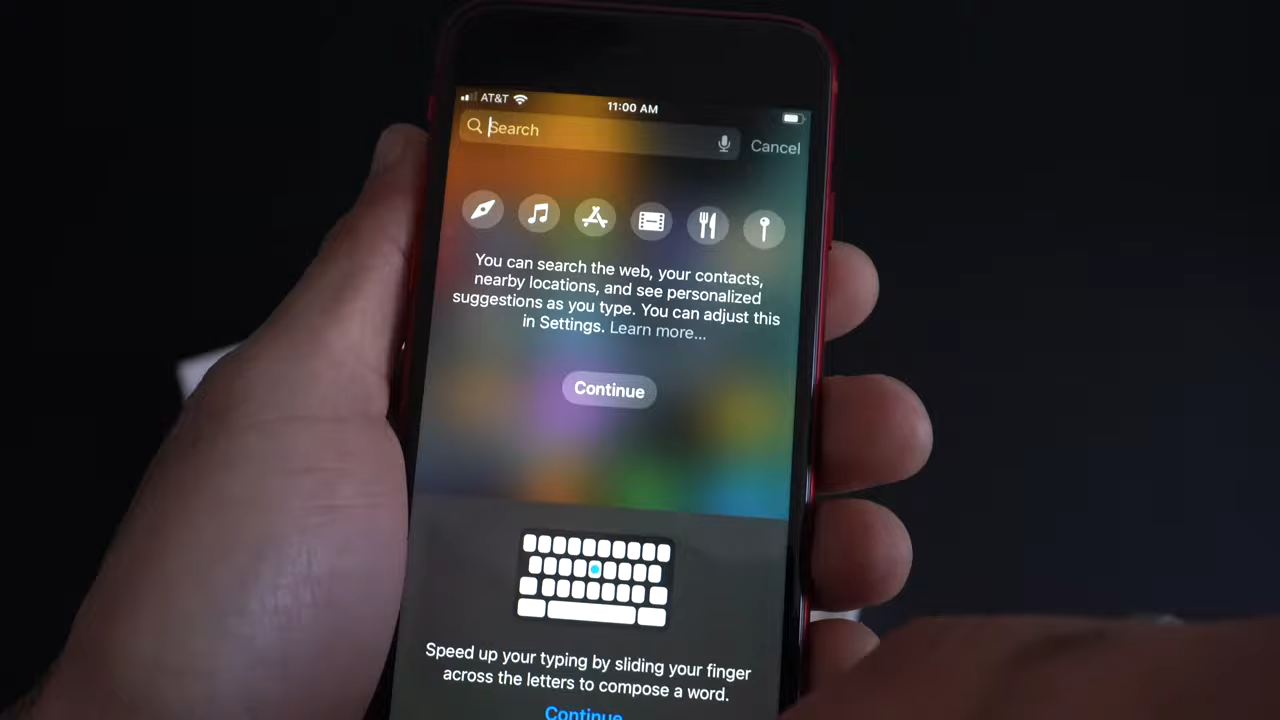 AT&T
11:00 AM
Search
Cancel
You can search the web, your contacts,
nearby locations, and see personalized
suggestions as you type. You can adjust this
in Settings. Learn more...
Continue
Speed up your typing by sliding your finger
across the letters to compose a word.
Continue